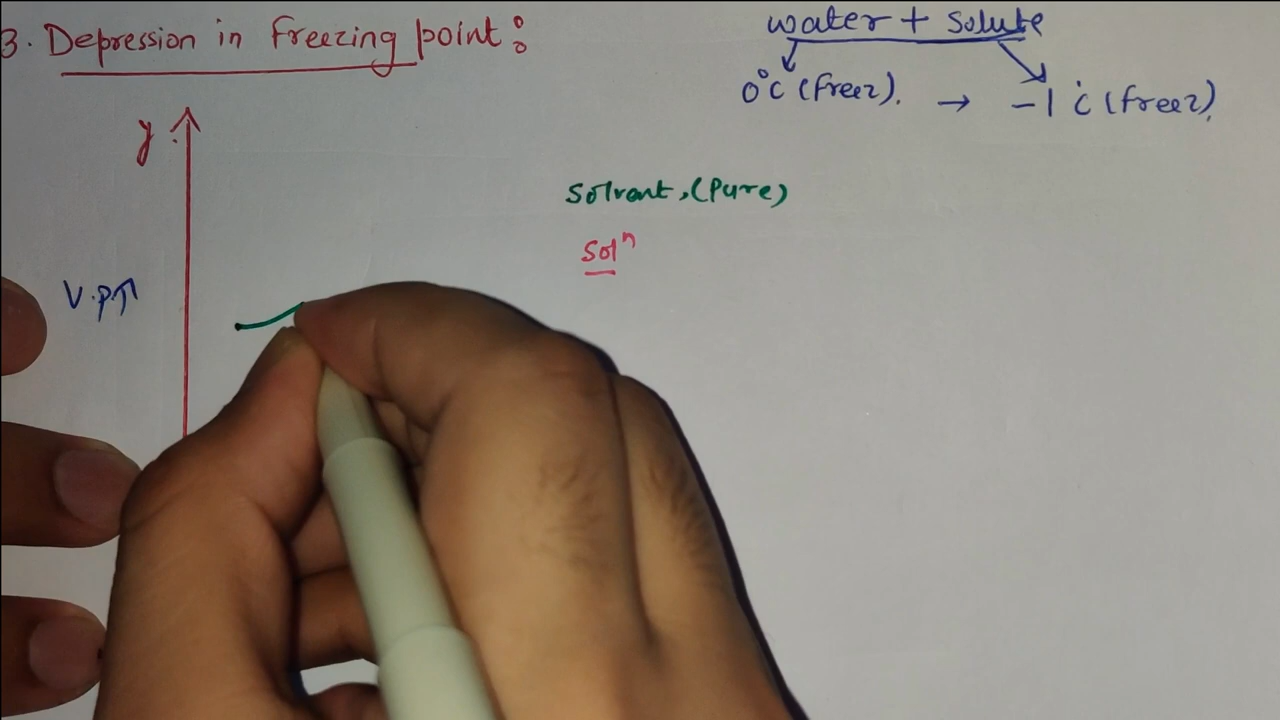 3. Depression in freezing point:
water + solute
0°C (freez). → -1°C (freez).
y
Solvent, (Pure)
Solⁿ
V.P↑